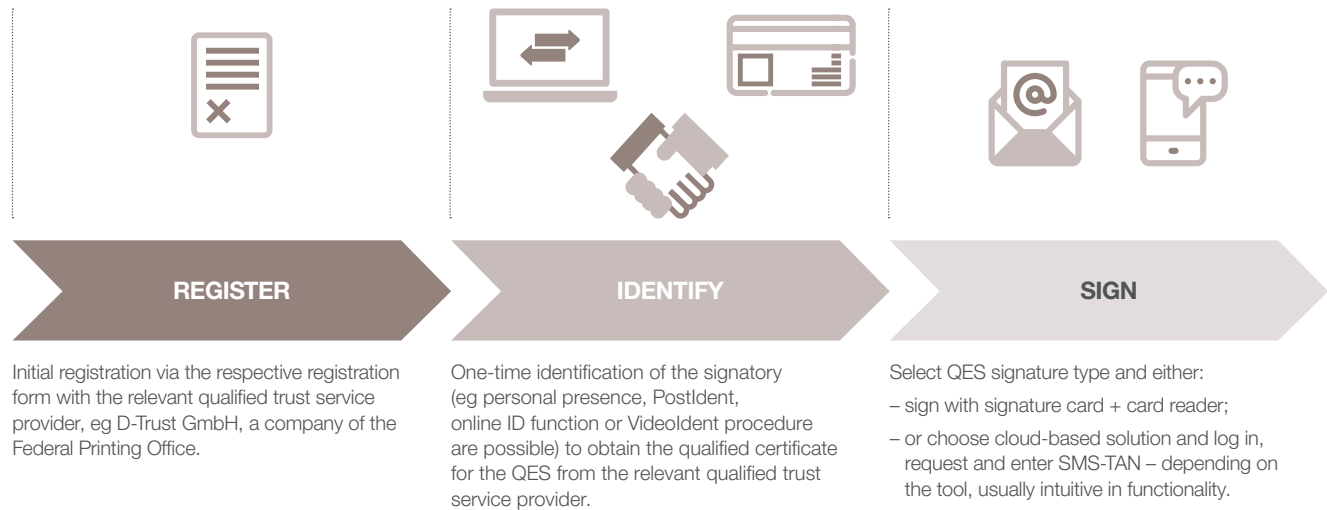 REGISTER
Initial registration via the respective registration
form with the relevant qualified trust service
provider, eg D-Trust GmbH, a company of the
Federal Printing Office.
IDENTIFY
One-time identification of the signatory
(eg personal presence, PostIdent,
online ID function or VideoIdent procedure
are possible) to obtain the qualified certificate
for the QES from the relevant qualified trust
service provider.
@
SIGN
Select QES signature type and either:
– sign with signature card + card reader;
– or choose cloud-based solution and log in,
request and enter SMS-TAN – depending on
the tool, usually intuitive in functionality.